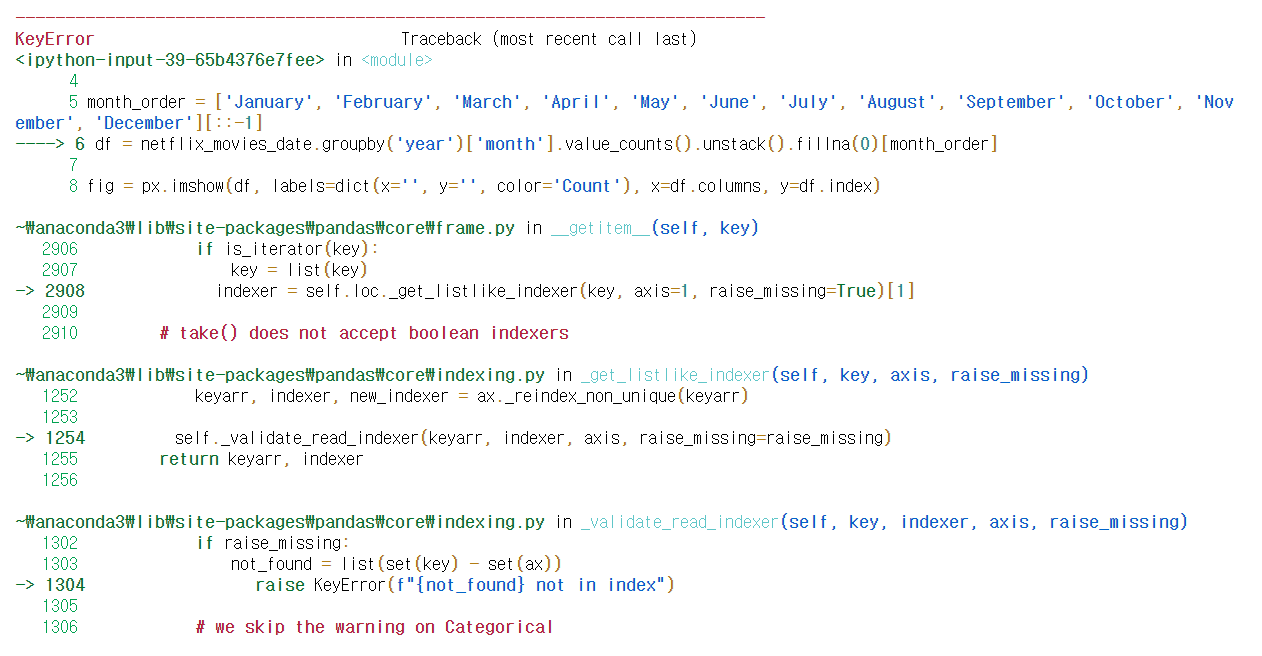 ---------------------------------------------------------------------------
KeyError                                  Traceback (most recent call last)
<ipython-input-39-65b4376e7fee> in <module>
      4
      5 month_order = ['January', 'February', 'March', 'April', 'May', 'June', 'July', 'August', 'September', 'October', 'Nov
ember', 'December'][::-1]
----> 6 df = netflix_movies_date.groupby('year')['month'].value_counts().unstack().fillna(0)[month_order]
      7
      8 fig = px.imshow(df, labels=dict(x='', y='', color='Count'), x=df.columns, y=df.index)
~₩anaconda3₩lib₩site-packages₩pandas₩core₩frame.py in __getitem__(self, key)
   2906             if is_iterator(key):
   2907                 key = list(key)
-> 2908             indexer = self.loc._get_listlike_indexer(key, axis=1, raise_missing=True)[1]
   2909
   2910         # take() does not accept boolean indexers
~₩anaconda3₩lib₩site-packages₩pandas₩core₩indexing.py in _get_listlike_indexer(self, key, axis, raise_missing)
   1252             keyarr, indexer, new_indexer = ax._reindex_non_unique(keyarr)
   1253
-> 1254         self._validate_read_indexer(keyarr, indexer, axis, raise_missing=raise_missing)
   1255         return keyarr, indexer
   1256
~₩anaconda3₩lib₩site-packages₩pandas₩core₩indexing.py in _validate_read_indexer(self, key, indexer, axis, raise_missing)
   1302             if raise_missing:
   1303                 not_found = list(set(key) - set(ax))
-> 1304                 raise KeyError(f"{not_found} not in index")
   1305
   1306             # we skip the warning on Categorical